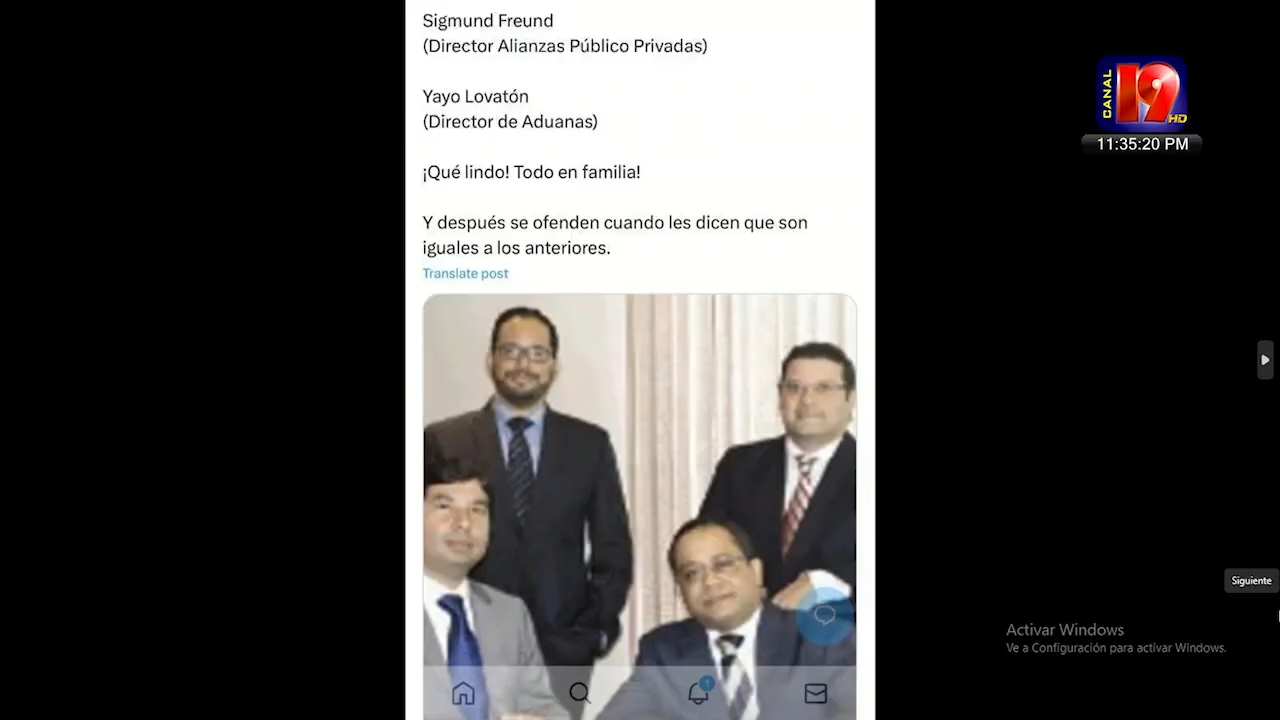 Sigmund Freund
(Director Alianzas Público Privadas)
Yayo Lovatón
(Director de Aduanas)
¡Qué lindo! Todo en familia!
Y después se ofenden cuando les dicen que son
iguales a los anteriores.
Translate post
CANAL
19
HD
11:35:20 PM
Siguiente
Activar Windows
Ve a Configuración para activar Windows.